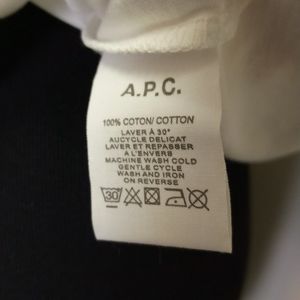 A.P.C.
100% COTON/ COTTON
LAVER À 30°
AUCYCLE DELICAT
LAVER ET REPASSER
A L'ENVERS
MACHINE WASH COLD
GENTLE CYCLE
WASH AND IRON
ON REVERSE
30